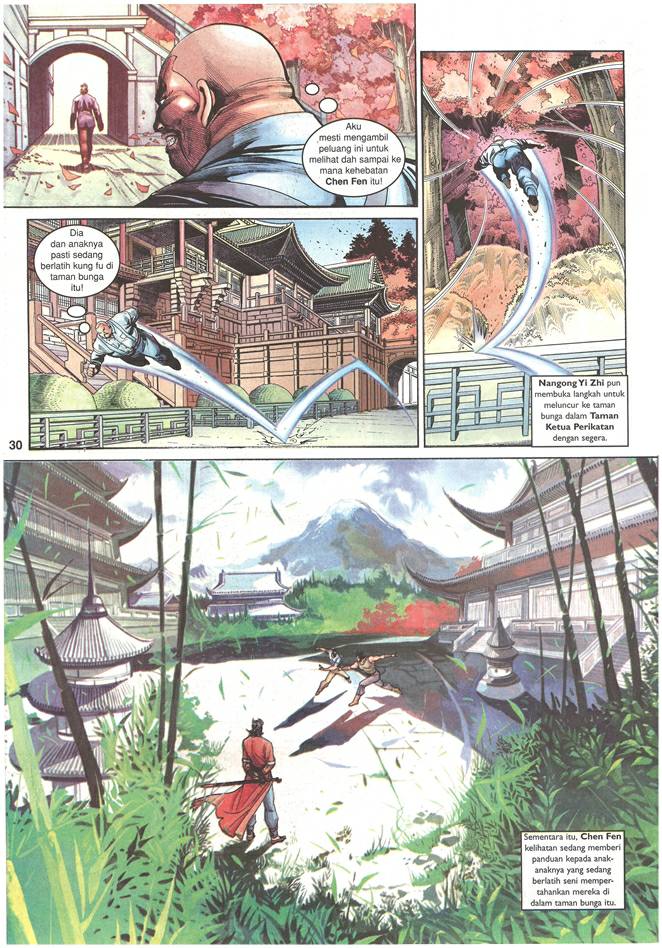 Aku
mesti mengambil
peluang ini untuk
melihat dah sampai ke
mana kehebatan
Chen Fen itu!
Nangong Yi Zhi pun
membuka langkah untuk
meluncur ke taman
bunga dalam Taman
Ketua Perikatan
dengan segera.
Dia
dan anaknya
pasti sedang
berlatih kung fu di
taman bunga
itu!
30
Sementara itu, Chen Fen
kelihatan sedang memberi
panduan kepada anak-
anaknya yang sedang
berlatih seni memper-
tahankan mereka di
dalam taman bunga itu.